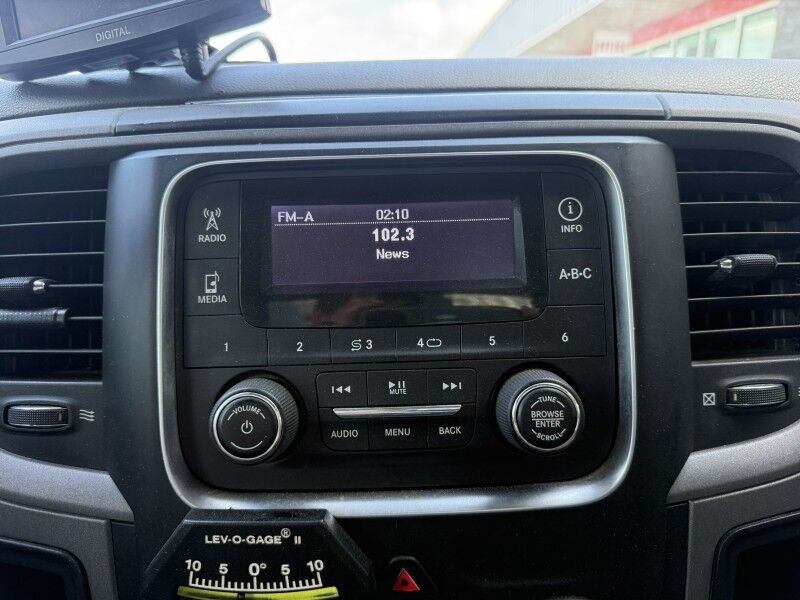 DIGITAL
FM-A 02:10
102.3
News
RADIO
MEDIA
INFO
A•B•C
1 2 3 4 5 6
VOLUME
MUTE
AUDIO MENU BACK
TUNE
BROWSE
ENTER
SCROLL
LEV-O-GAGE® II
10 5 0° 5 10